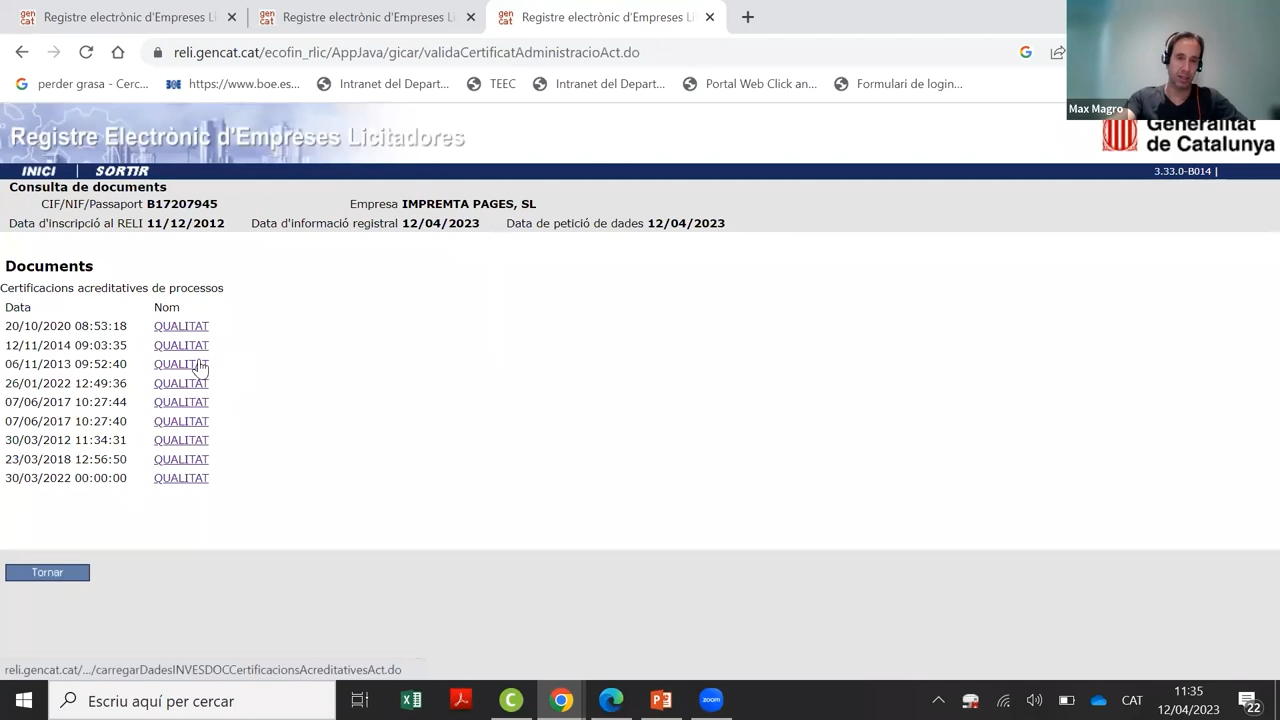 Registre electrònic d'Empreses Li
Registre electrònic d'Empreses Li
Registre electrònic d'Empreses Li
reli.gencat.cat/ecofin_rlic/AppJava/gicar/validaCertificatAdministracioAct.do
perder grasa - Cerc...
https://www.boe.es...
Intranet del Depart...
TEEC
Intranet del Depart...
Portal Web Click an...
Formulari de login...
Max Magro
Registre Electrònic d'Empreses Licitadores
Generalitat
de Catalunya
INICI | SORTIR
3.33.0-B014 |
Consulta de documents
CIF/NIF/Passaport B17207945 Empresa IMPREMTA PAGES, SL
Data d'inscripció al RELI 11/12/2012 Data d'informació registral 12/04/2023 Data de petició de dades 12/04/2023
Documents
Certificacions acreditatives de processos
Data Nom
20/10/2020 08:53:18 QUALITAT
12/11/2014 09:03:35 QUALITAT
06/11/2013 09:52:40 QUALITAT
26/01/2022 12:49:36 QUALITAT
07/06/2017 10:27:44 QUALITAT
07/06/2017 10:27:40 QUALITAT
30/03/2012 11:34:31 QUALITAT
23/03/2018 12:56:50 QUALITAT
30/03/2022 00:00:00 QUALITAT
Tornar
reli.gencat.cat/.../carregarDadesINVESDOCCertificacionsAcreditativesAct.do
Escriu aquí per cercar
zoom
CAT
11:35
12/04/2023
22